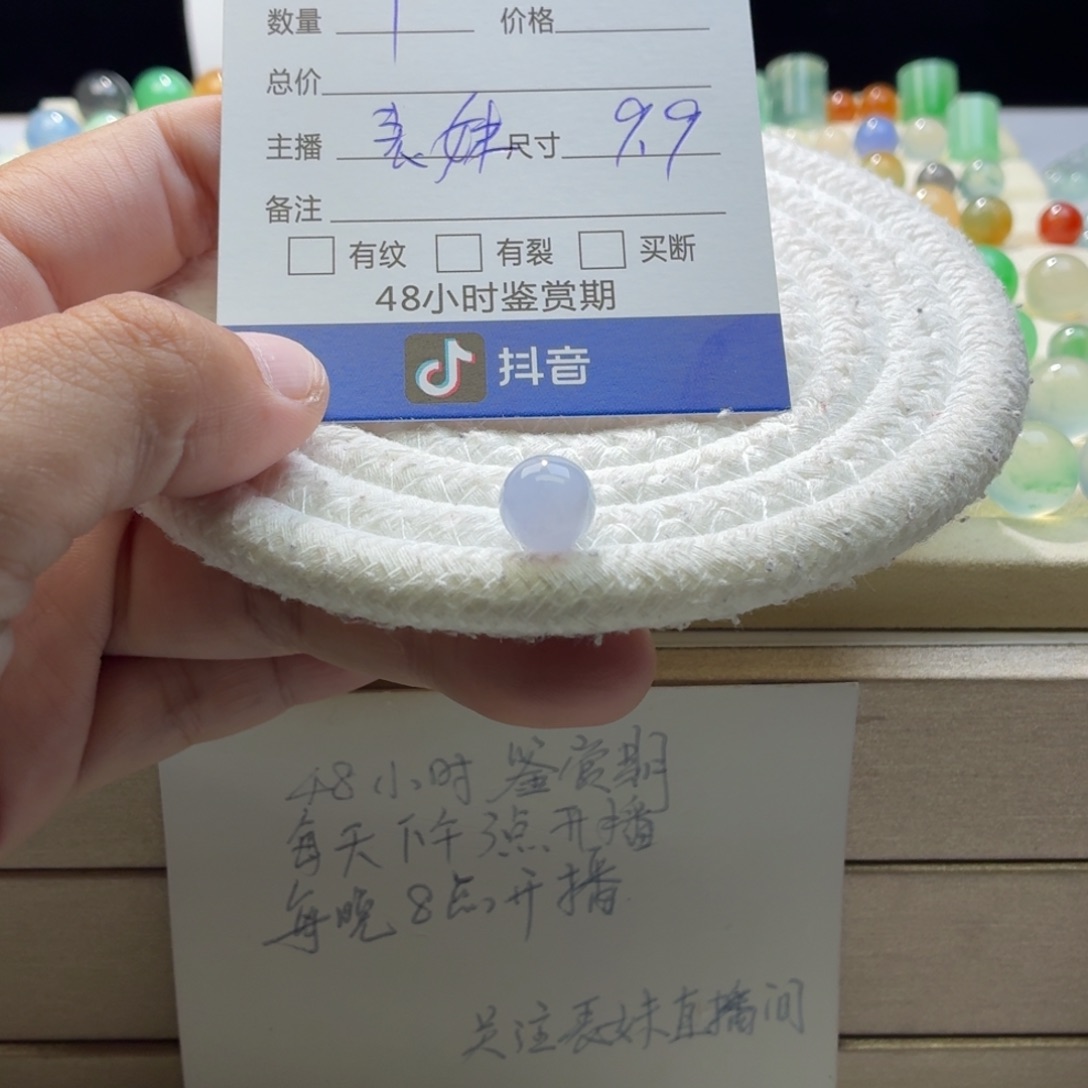 数量 1 价格
总价
主播 表妹 尺寸 9.9
备注
有纹 有裂 买断
48小时鉴赏期
抖音
48小时鉴赏期
每天下午3点开播
每晚8点开播
关注表妹直播间